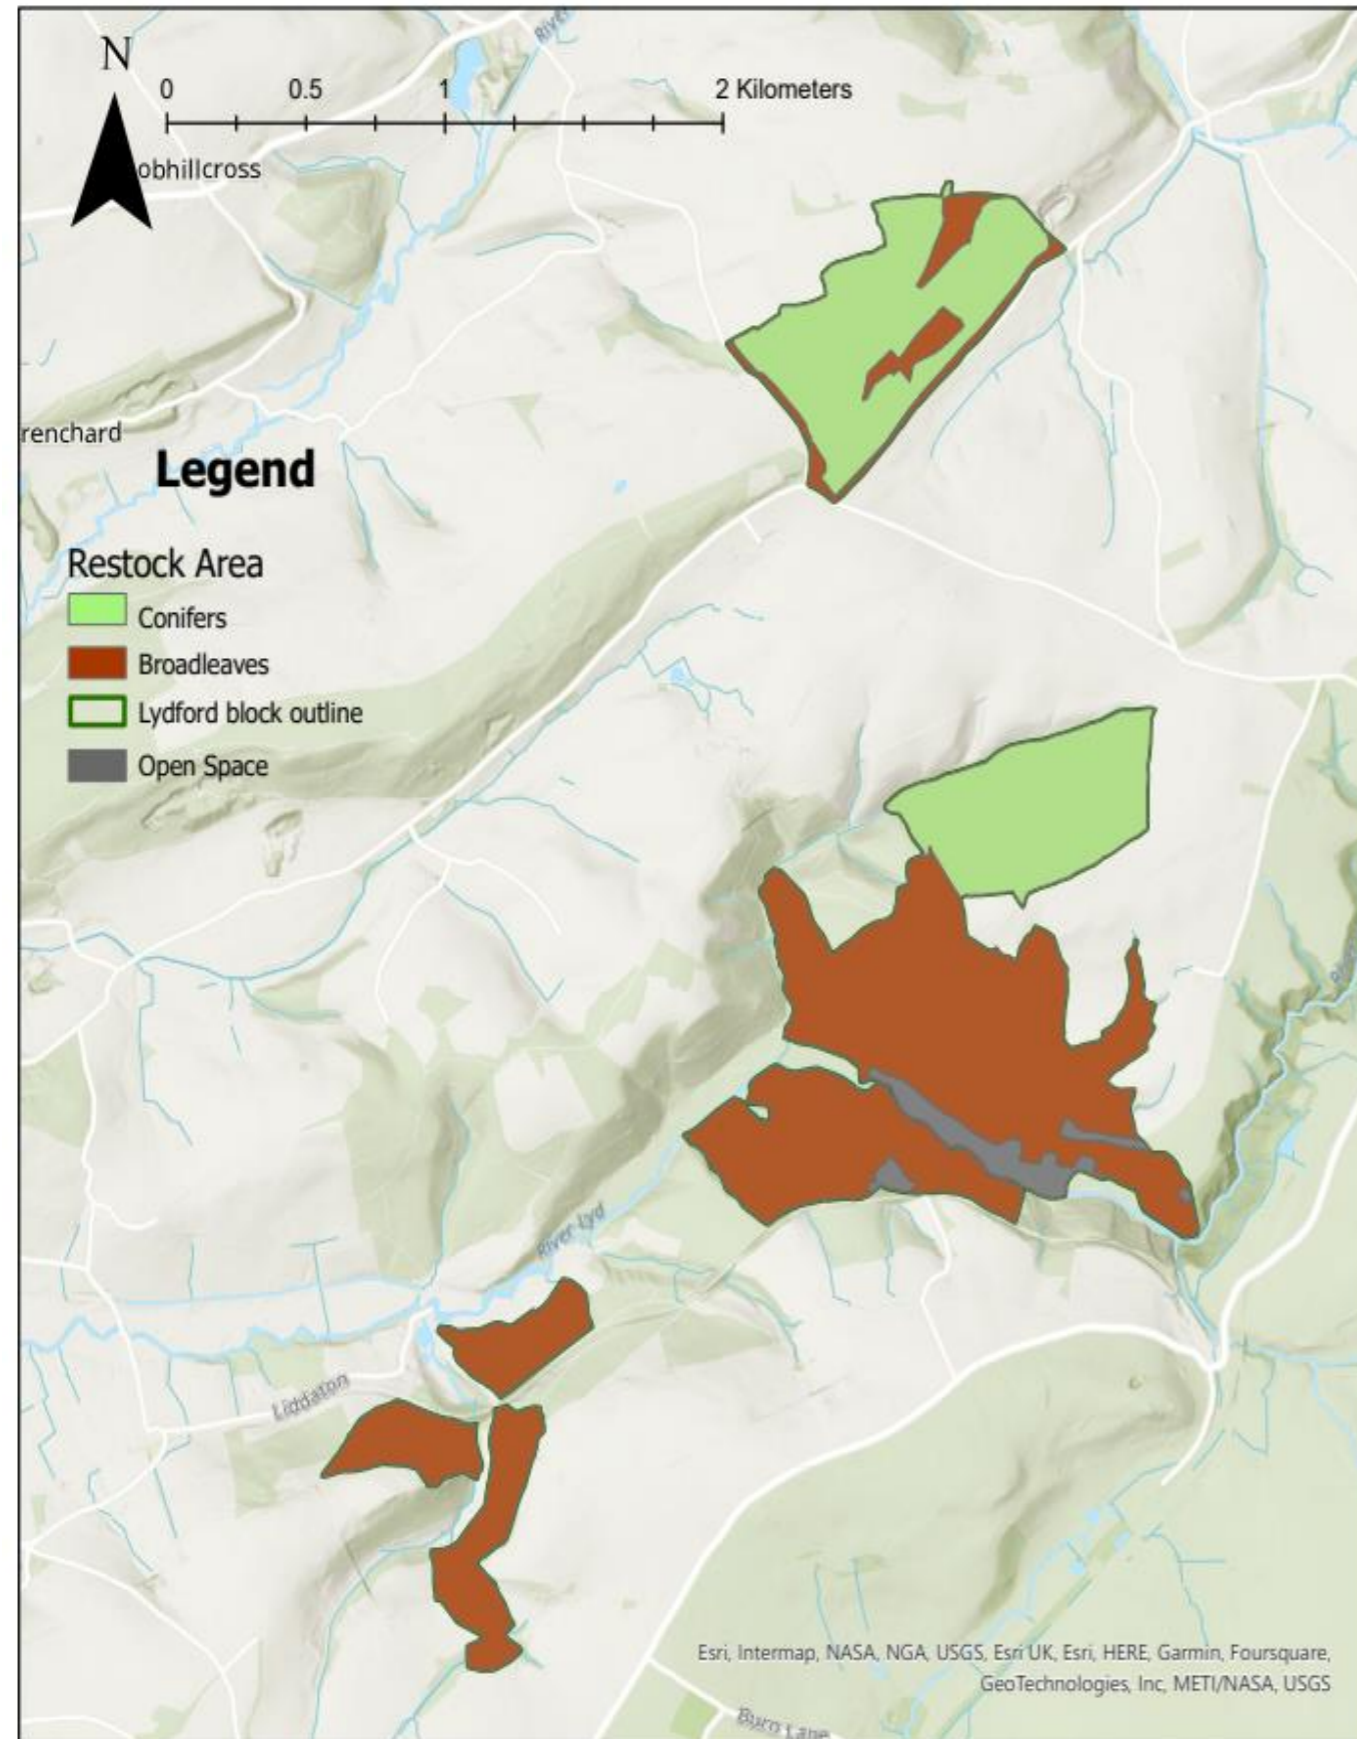 River
N
0 0.5 1 2 Kilometers
obhillcross
renchard
Legend
Restock Area
Conifers
Broadleaves
Lydford block outline
Open Space
River Lyd
Liddaton
Esri, Intermap, NASA, NGA, USGS, Esri UK, Esri, HERE, Garmin, Foursquare,
GeoTechnologies, Inc, METI/NASA, USGS
Burn Lane